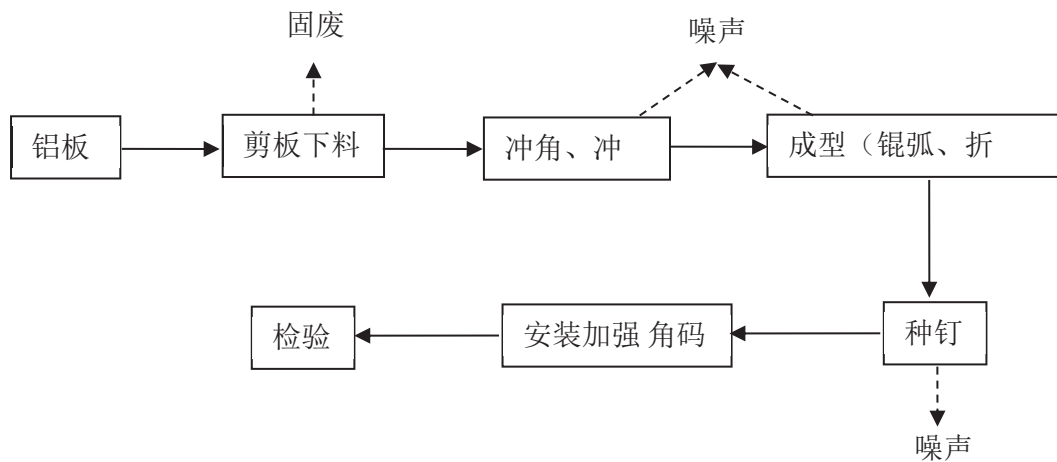 固废
噪声
铝板
剪板下料
冲角、冲
成型（锟弧、折
检验
安装加强 角码
种钉
噪声